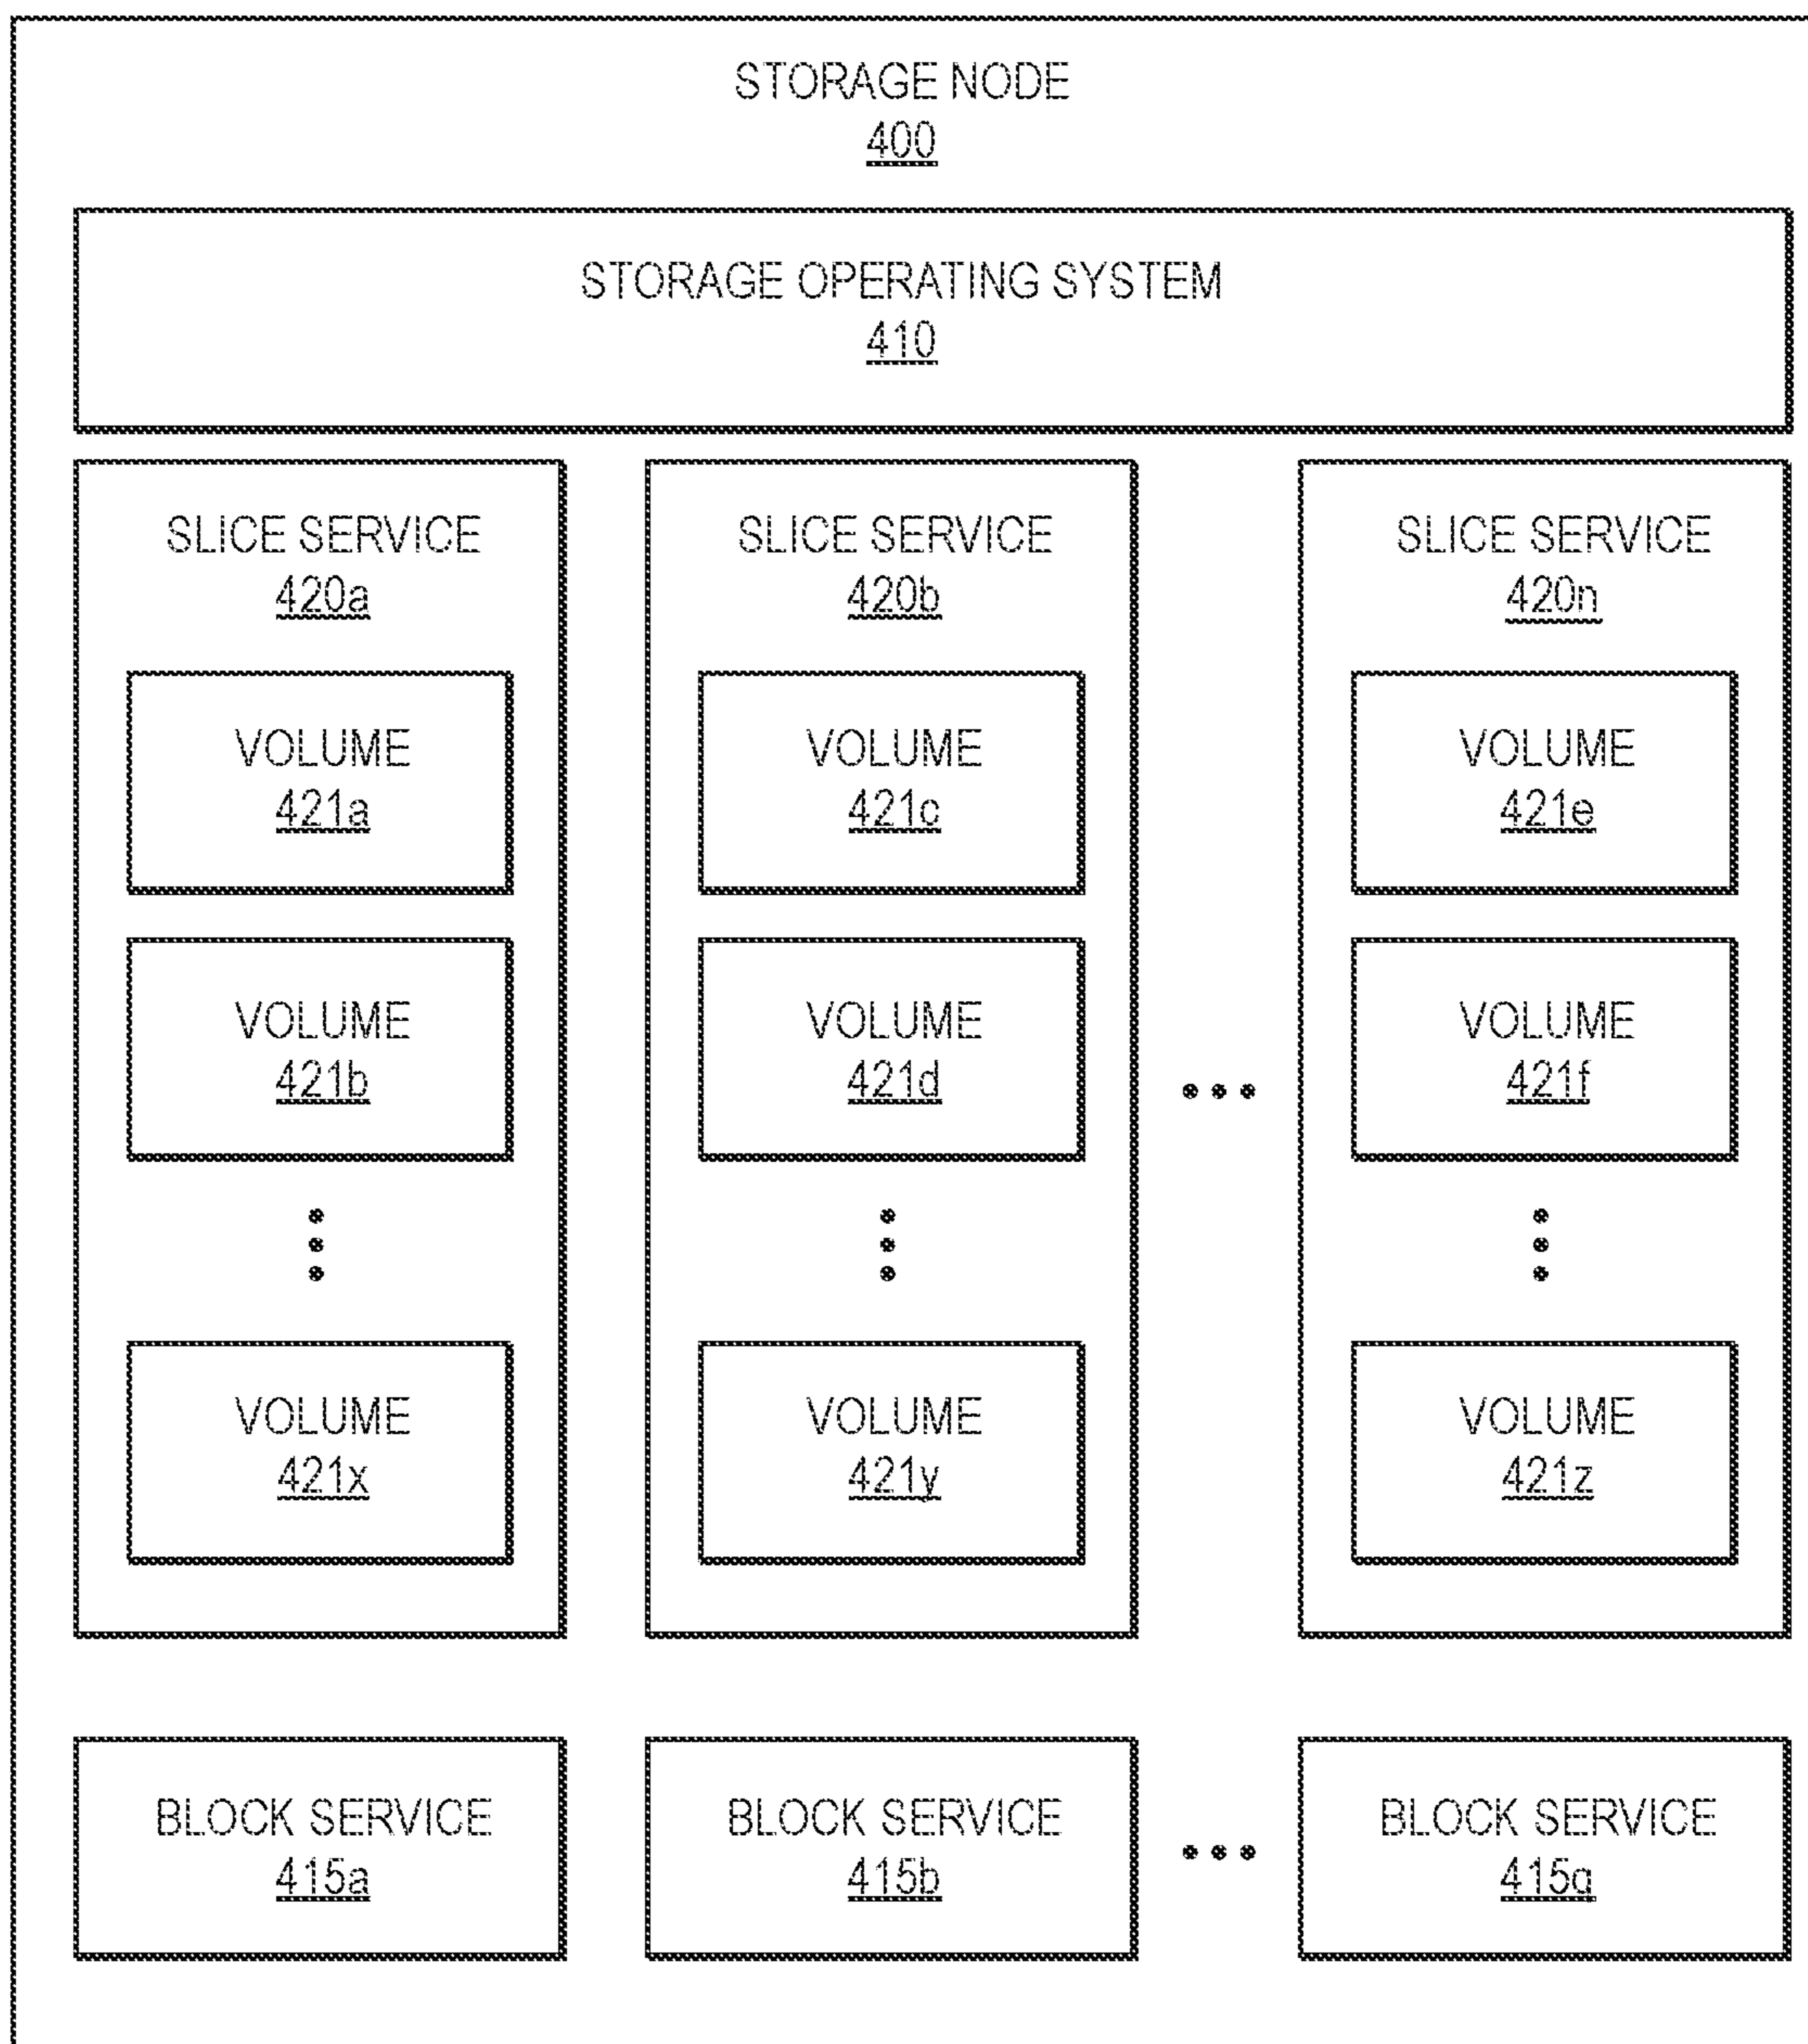 STORAGE NODE
400
STORAGE OPERATING SYSTEM
410
SLICE SERVICE
420a
VOLUME
421a
VOLUME
421b
VOLUME
421x
SLICE SERVICE
420b
VOLUME
421c
VOLUME
421d
VOLUME
421y
SLICE SERVICE
420n
VOLUME
421e
VOLUME
421f
VOLUME
421z
BLOCK SERVICE
415a
BLOCK SERVICE
415b
BLOCK SERVICE
415q